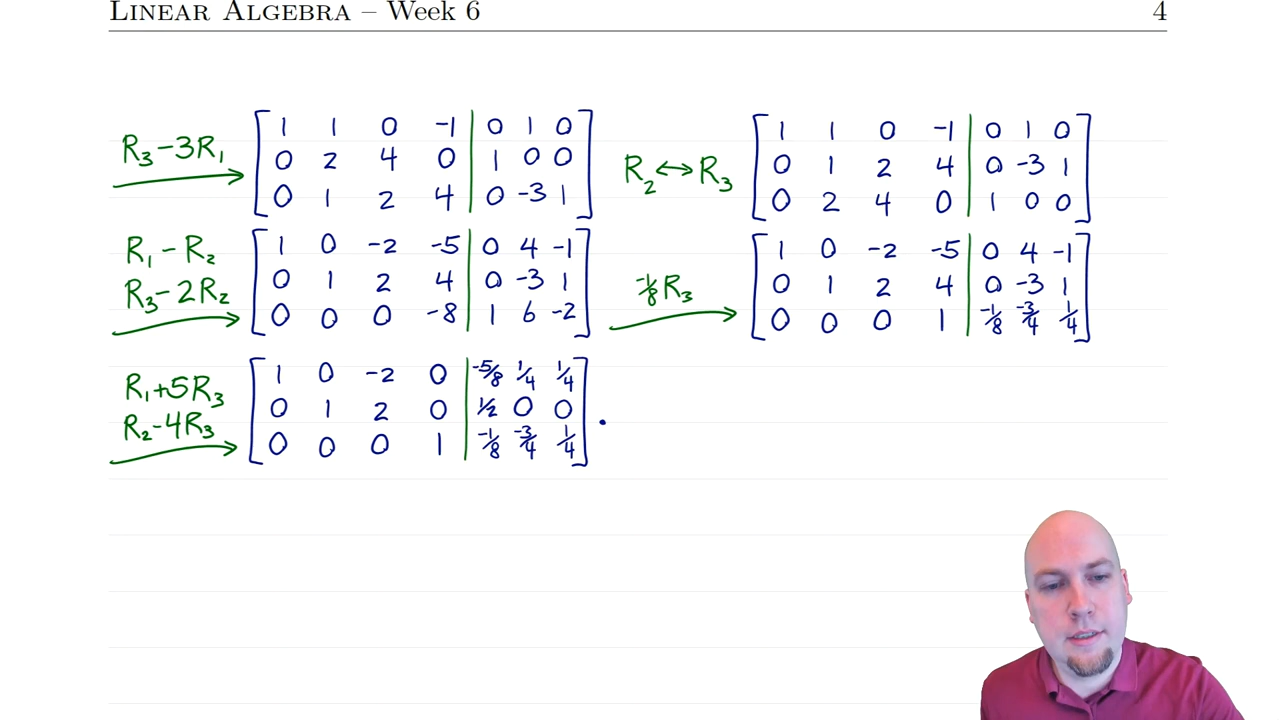 LINEAR ALGEBRA – Week 6 4
R₃-3R₁ [ 1 1 0 -1 | 0 1 0 ]
[ 0 2 4 0 | 1 0 0 ]
[ 0 1 2 4 | 0 -3 1 ]
R₂↔R₃ [ 1 1 0 -1 | 0 1 0 ]
[ 0 1 2 4 | 0 -3 1 ]
[ 0 2 4 0 | 1 0 0 ]
R₁-R₂
R₃-2R₂ [ 1 0 -2 -5 | 0 4 -1 ]
[ 0 1 2 4 | 0 -3 1 ]
[ 0 0 0 -8 | 1 6 -2 ]
-1/8R₃ [ 1 0 -2 -5 | 0 4 -1 ]
[ 0 1 2 4 | 0 -3 1 ]
[ 0 0 0 1 | -1/8 -3/4 1/4 ]
R₁+5R₃
R₂-4R₃ [ 1 0 -2 0 | -5/8 1/4 1/4 ]
[ 0 1 2 0 | 1/2 0 0 ]
[ 0 0 0 1 | -1/8 -3/4 1/4 ] .